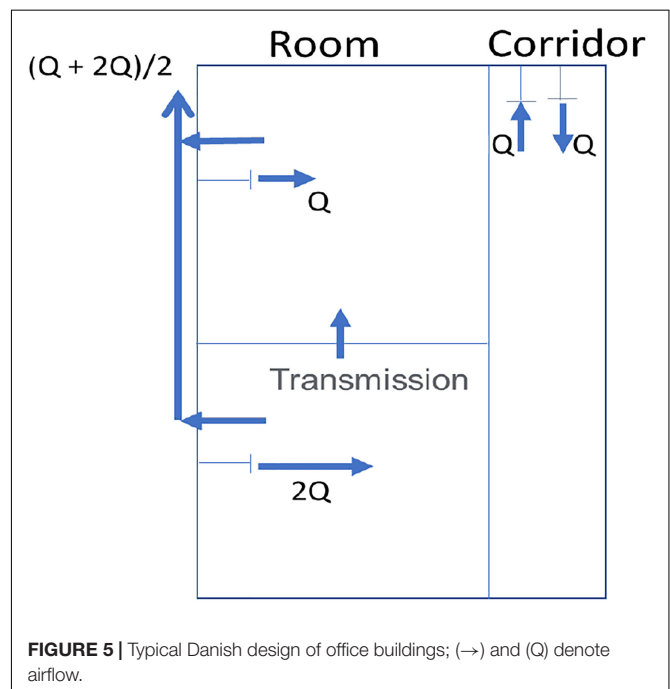 Room
Corridor
(Q + 2Q)/2
Q
Q
Q
Transmission
2Q
FIGURE 5 | Typical Danish design of office buildings; (→) and (Q) denote
airflow.